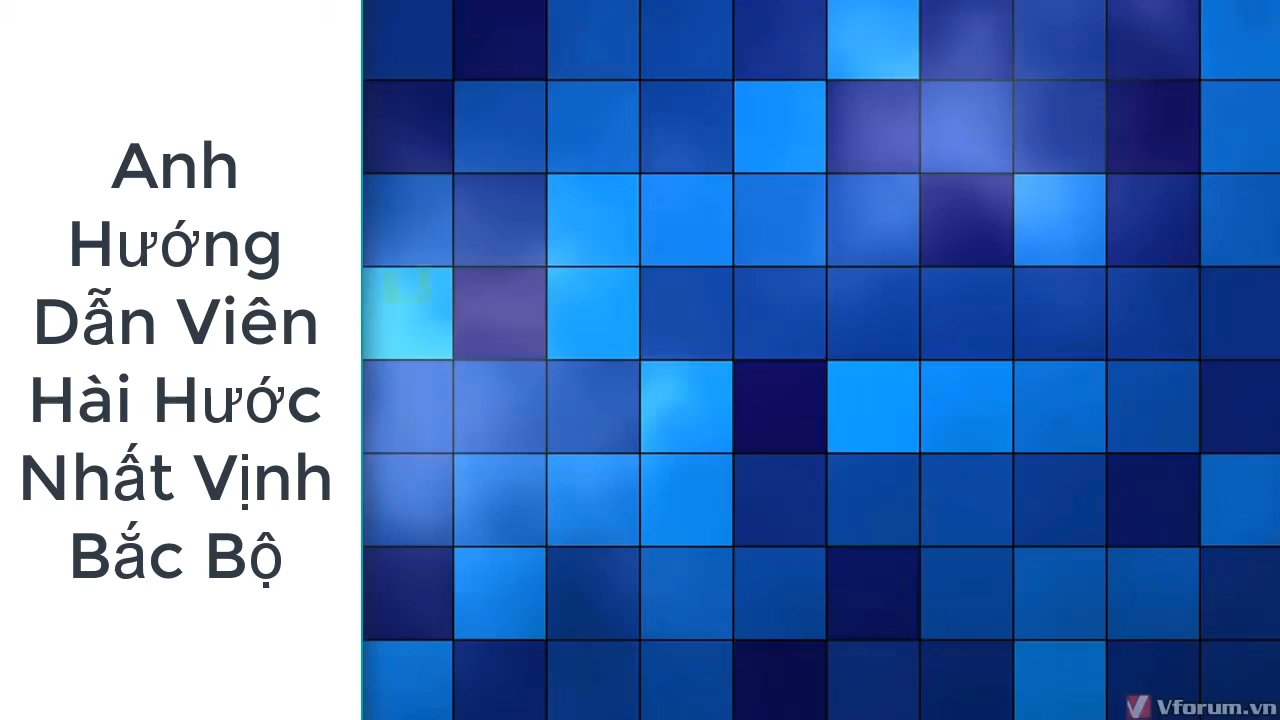 Anh
Hướng
Dẫn Viên
Hài Hước
Nhất Vịnh
Bắc Bộ
Vforum.vn